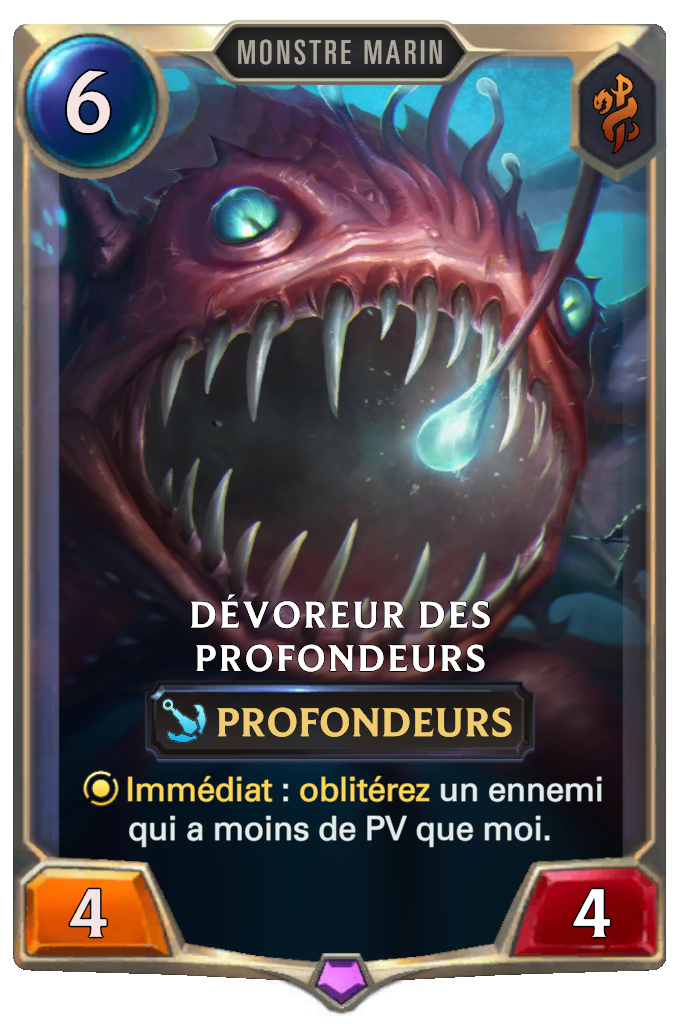 MONSTRE MARIN
6
DÉVOREUR DES
PROFONDEURS
PROFONDEURS
Immédiat : oblitérez un ennemi
qui a moins de PV que moi.
4
4